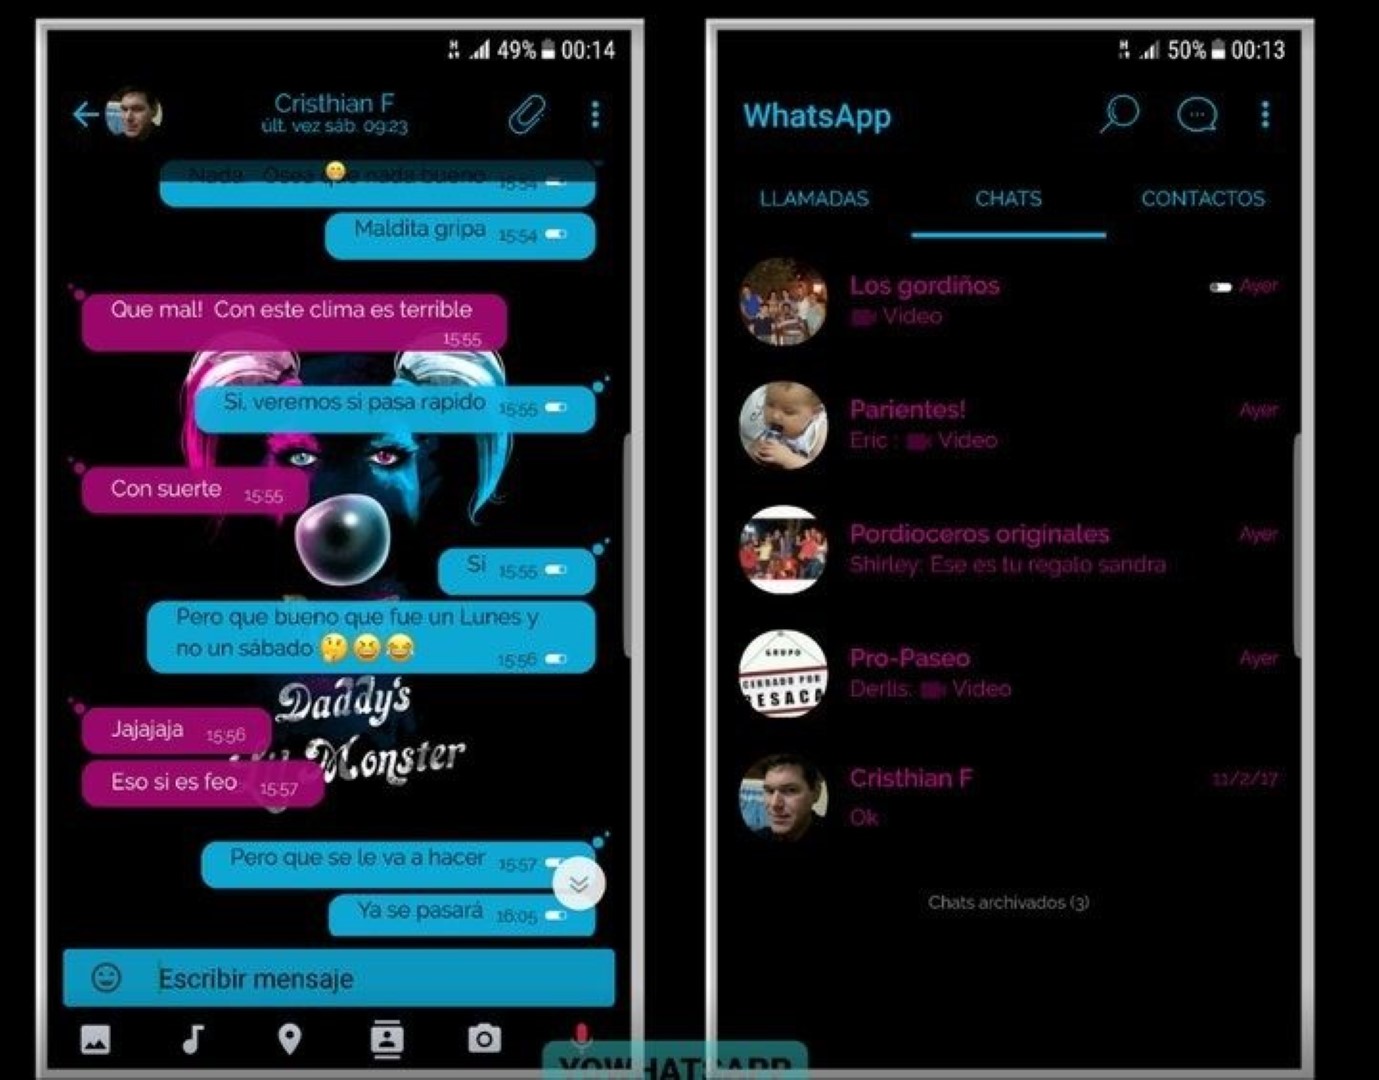 49% 00:14
Cristhian F
últ. vez sáb. 09:23
Nada. Osea que nada bueno 15:54
Maldita gripa 15:54
Que mal! Con este clima es terrible
15:55
Si, veremos si pasa rapido 15:55
Con suerte 15:55
Si 15:55
Pero que bueno que fue un Lunes y
no un sábado 🤔😆😂 15:56
Daddy's
Lil Monster
Jajajaja 15:56
Eso si es feo 15:57
Pero que se le va a hacer 15:57
Ya se pasará 16:05
Escribir mensaje
50% 00:13
WhatsApp
LLAMADAS CHATS CONTACTOS
Los gordiños Ayer
Video
Parientes! Ayer
Eric : Video
Pordioceros originales Ayer
Shirley: Ese es tu regalo sandra
GRUPO
CERRADO POR
RESACA
Pro-Paseo Ayer
Derlis: Video
Cristhian F 11/2/17
Ok
Chats archivados (3)
YOWHATSAPP